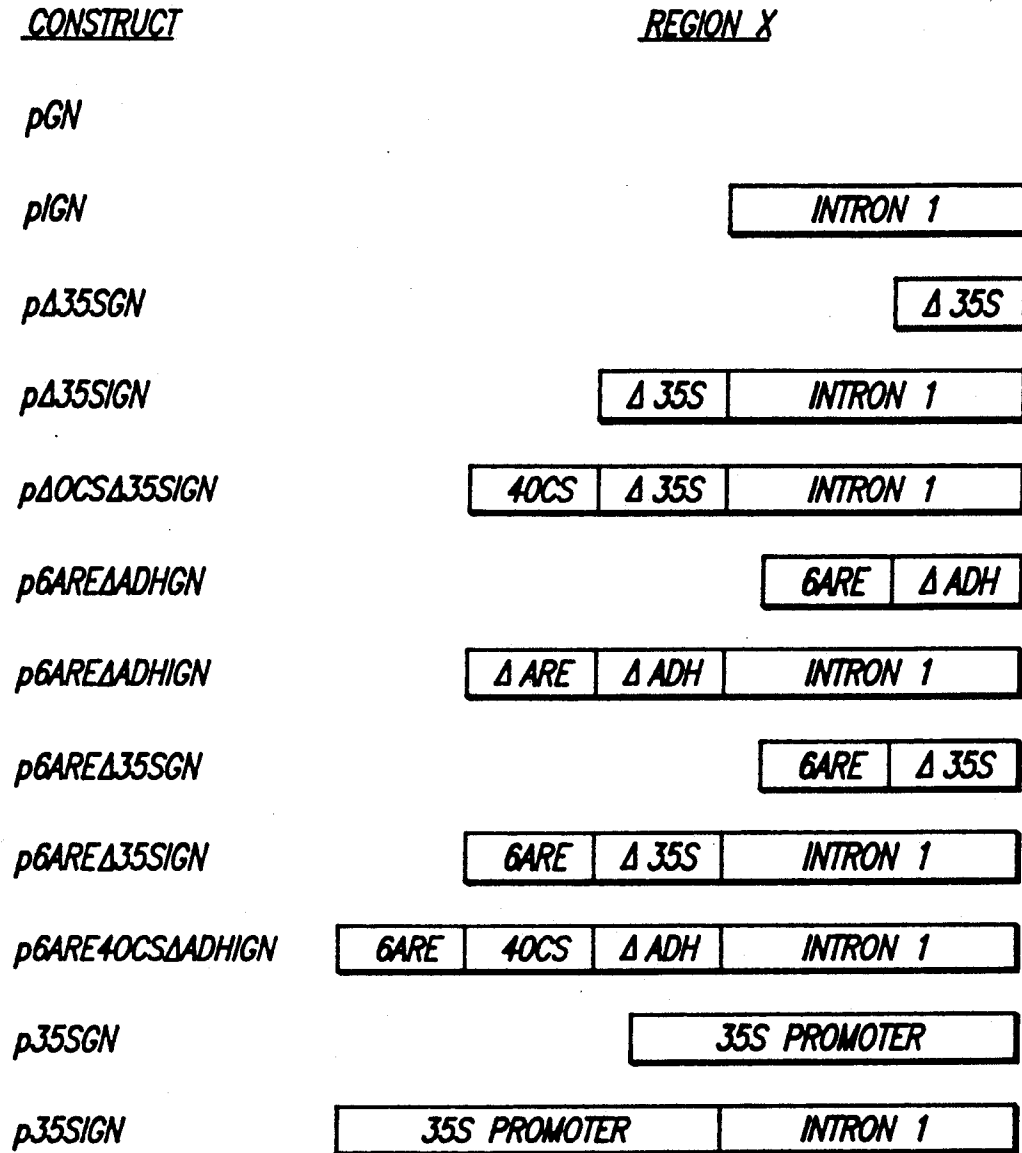 CONSTRUCT REGION X
pGN
pIGN INTRON 1
pΔ35SGN Δ 35S
pΔ35SIGN Δ 35S INTRON 1
pΔOCSΔ35SIGN 4OCS Δ 35S INTRON 1
p6AREΔADHGN 6ARE Δ ADH
p6AREΔADHIGN Δ ARE Δ ADH INTRON 1
p6AREΔ35SGN 6ARE Δ 35S
p6AREΔ35SIGN 6ARE Δ 35S INTRON 1
p6ARE4OCSΔADHIGN 6ARE 4OCS Δ ADH INTRON 1
p35SGN 35S PROMOTER
p35SIGN 35S PROMOTER INTRON 1